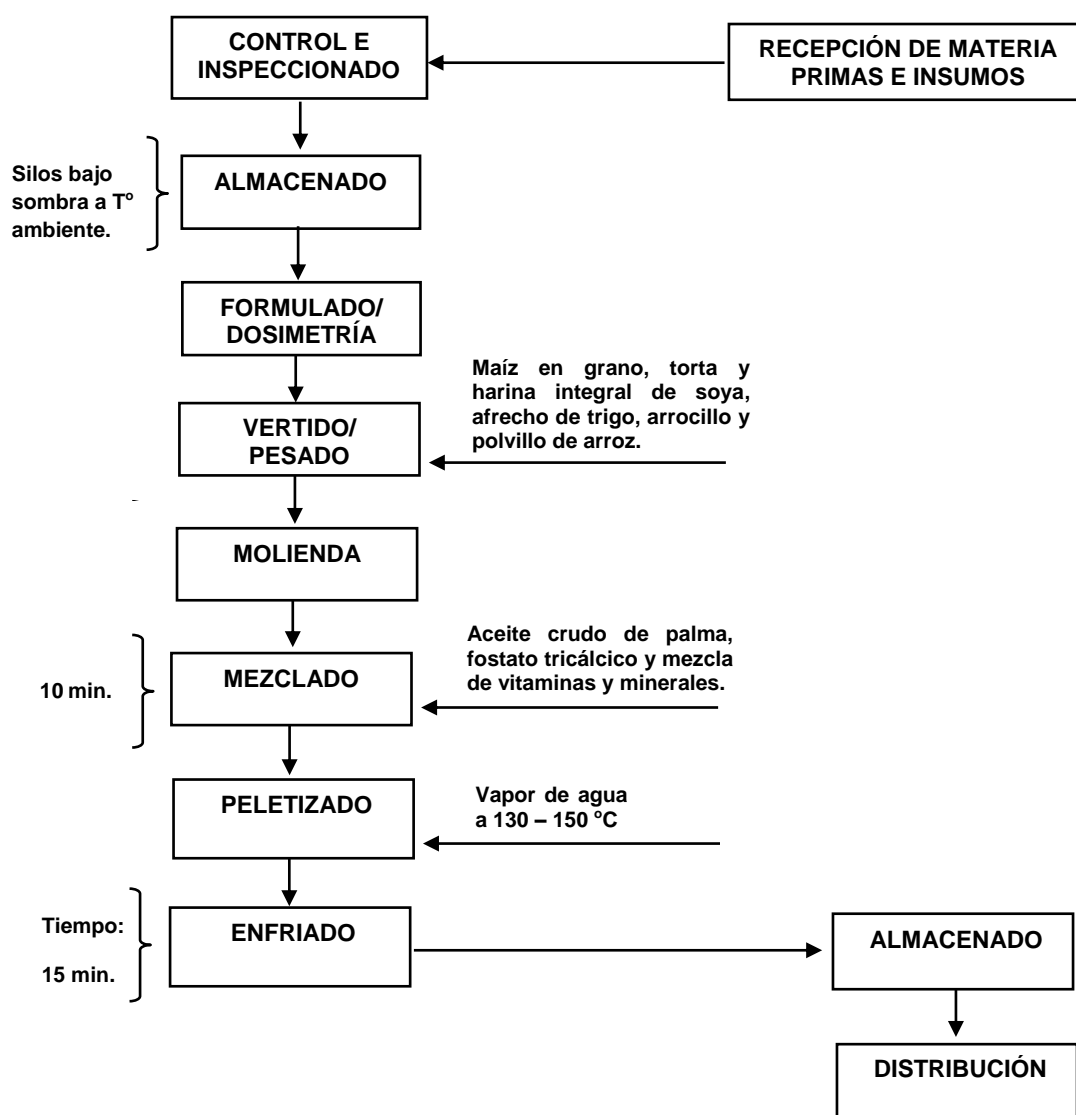 CONTROL E
INSPECCIONADO
RECEPCIÓN DE MATERIA
PRIMAS E INSUMOS
Silos bajo
sombra a Tº
ambiente.
ALMACENADO
FORMULADO/
DOSIMETRÍA
Maíz en grano, torta y
harina integral de soya,
afrecho de trigo, arrocillo y
polvillo de arroz.
VERTIDO/
PESADO
MOLIENDA
Aceite crudo de palma,
fostato tricálcico y mezcla
de vitaminas y minerales.
10 min.
MEZCLADO
PELETIZADO
Vapor de agua
a 130 – 150 ºC
Tiempo:
15 min.
ENFRIADO
ALMACENADO
DISTRIBUCIÓN